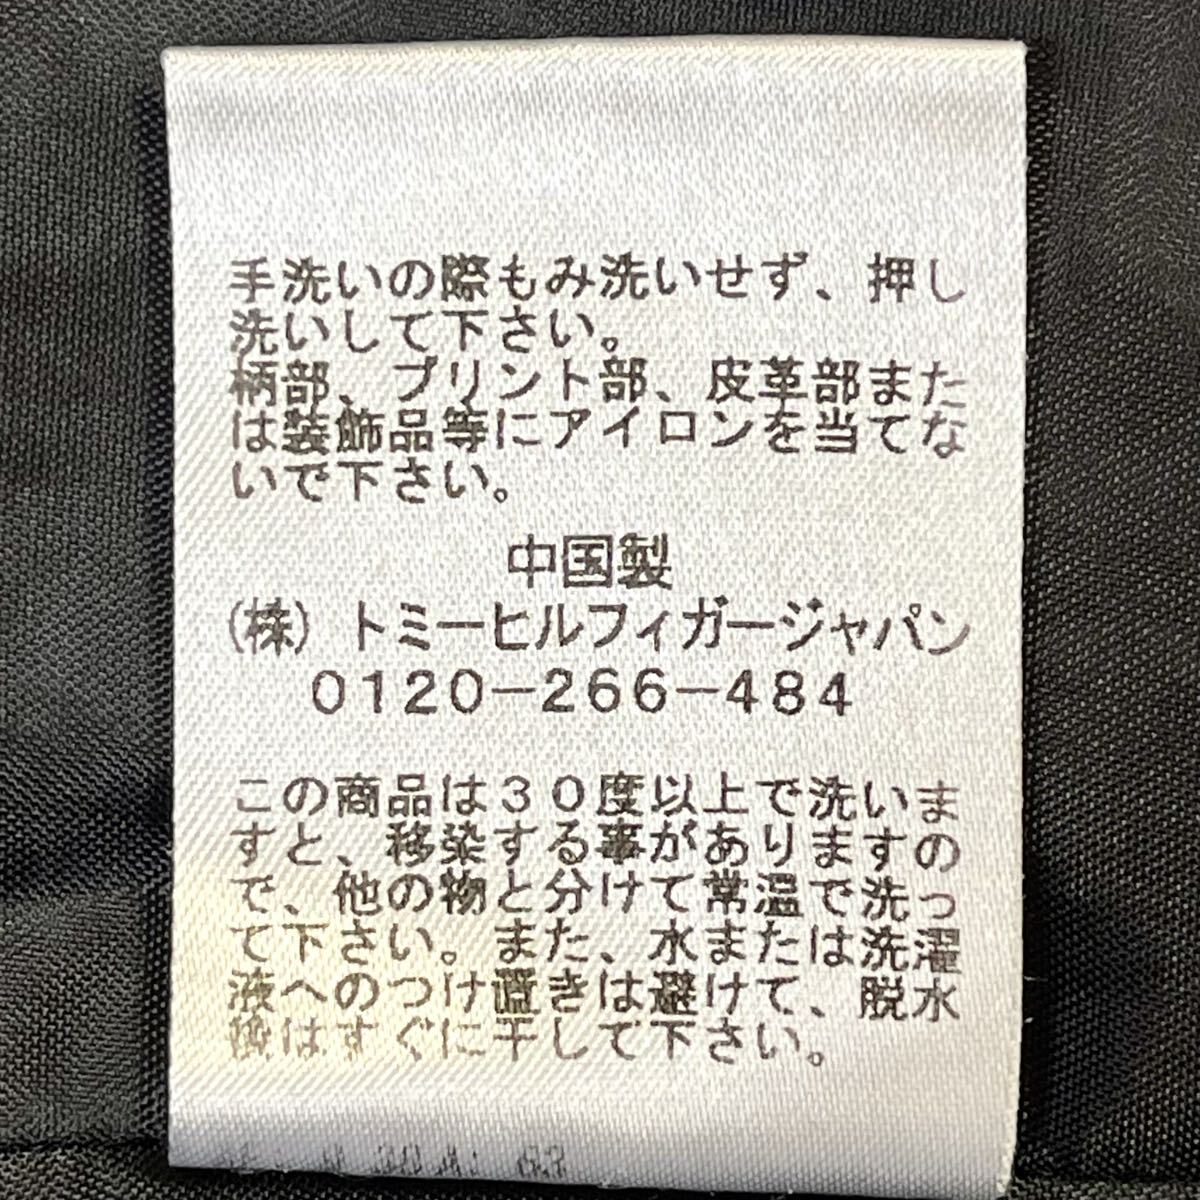 手洗いの際もみ洗いせず、押し
洗いして下さい。
柄部、プリント部、皮革部また
は装飾品等にアイロンを当てな
いで下さい。
中国製
(株) トミーヒルフィガージャパン
0120-266-484
この商品は30度以上で洗いま
すと、移染する事がありますの
で、他の物と分けて常温で洗っ
て下さい。また、水または洗濯
液へのつけ置きは避けて、脱水
後はすぐに干して下さい。